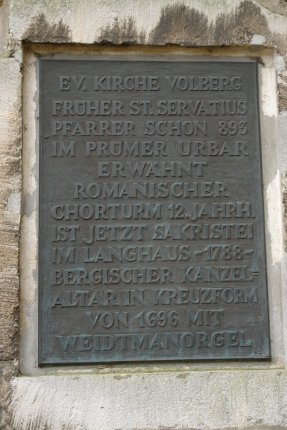 EV. KIRCHE VOLBERG
FRÜHER ST. SERVATIUS
PFARRER SCHON 893
IM PRÜMER URBAR
ERWÄHNT
ROMANISCHER
CHORTURM 12. JAHRH.
IST JETZT SAKRISTEI
IM LANGHAUS -1788-
BERGISCHER KANZEL=
ALTAR IN KREUZFORM
VON 1696 MIT
WEIDTMANORGEL